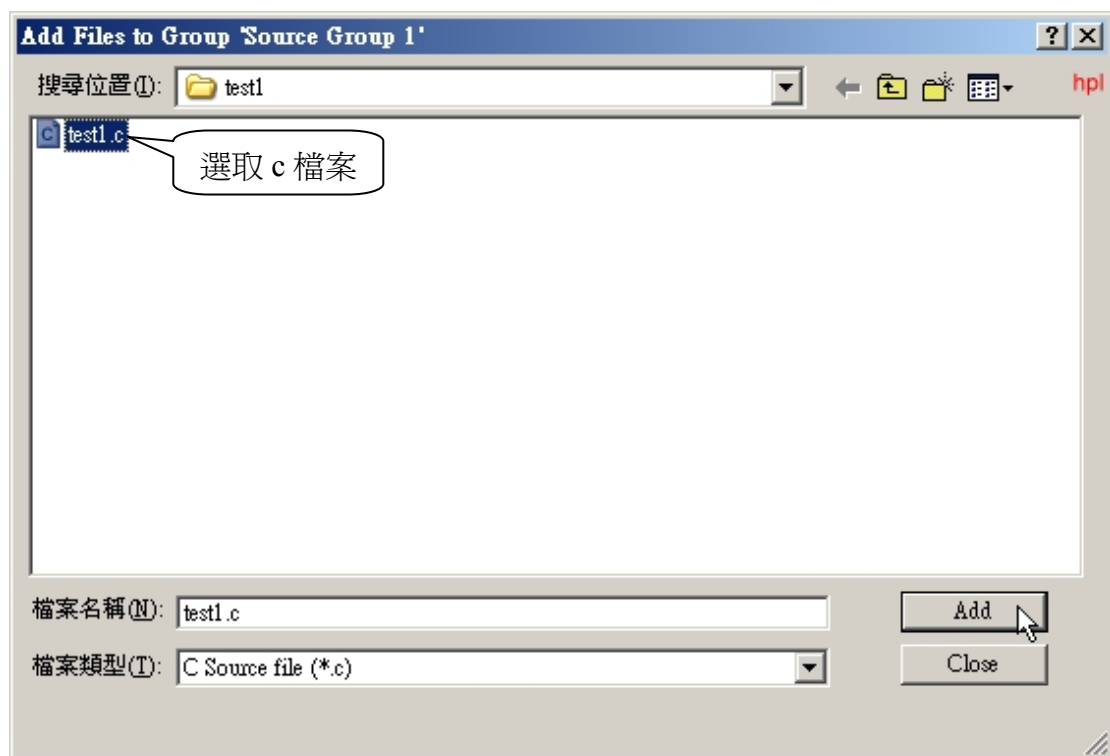 Add Files to Group 'Source Group 1'
搜尋位置(I): test1
hpl
test1.c
選取 c 檔案
檔案名稱(N): test1.c
Add
檔案類型(T): C Source file (*.c)
Close